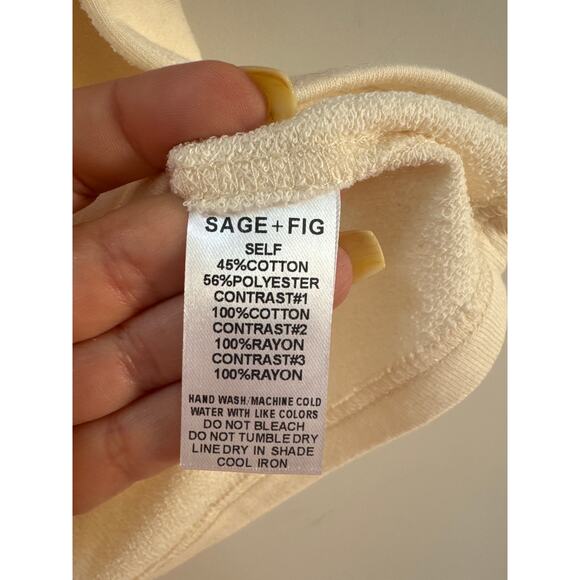 SAGE + FIG
SELF
45%COTTON
56%POLYESTER
CONTRAST#1
100%COTTON
CONTRAST#2
100%RAYON
CONTRAST#3
100%RAYON
HAND WASH/MACHINE COLD
WATER WITH LIKE COLORS
DO NOT BLEACH
DO NOT TUMBLE DRY
LINE DRY IN SHADE
COOL IRON